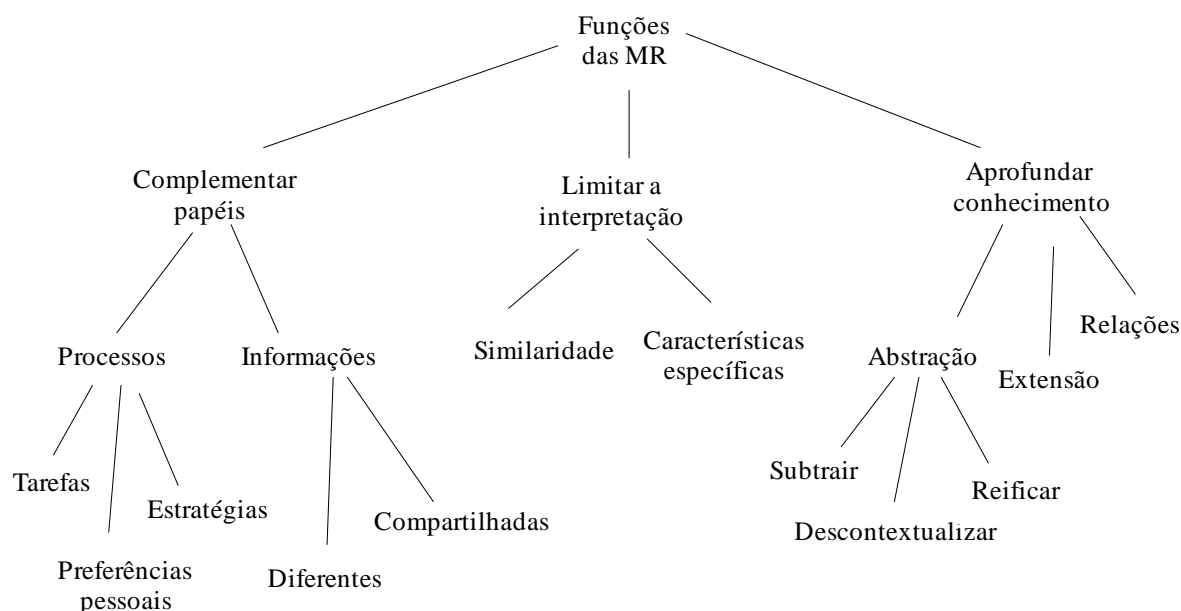 Funções
das MR
Complementar
papéis
Limitar a
interpretação
Aprofundar
conhecimento
Processos
Informações
Similaridade
Características
específicas
Abstração
Extensão
Relações
Tarefas
Estratégias
Preferências
pessoais
Compartilhadas
Diferentes
Subtrair
Descontextualizar
Reificar